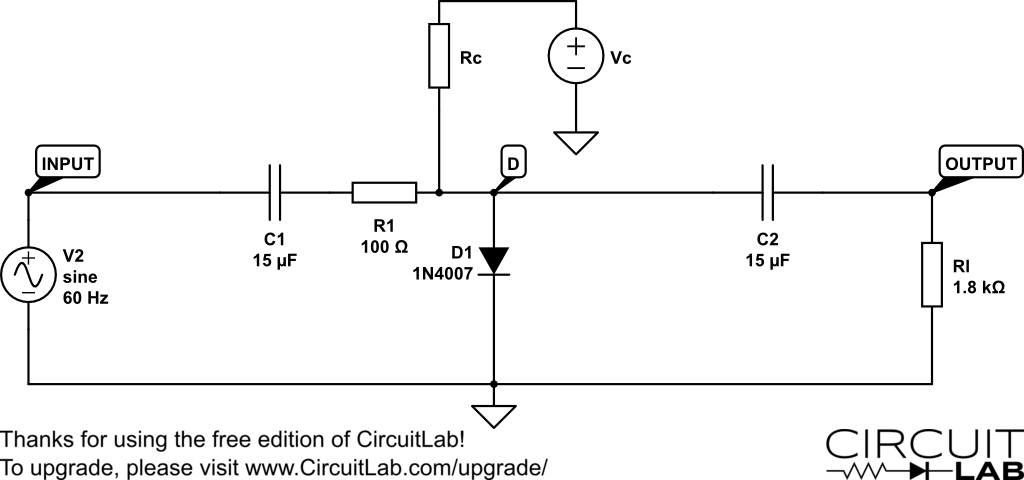 Rc
+
−
Vc
INPUT
D
OUTPUT
C1
15 µF
R1
100 Ω
D1
1N4007
C2
15 µF
+
−
V2
sine
60 Hz
Rl
1.8 kΩ
Thanks for using the free edition of CircuitLab!
To upgrade, please visit www.CircuitLab.com/upgrade/
CIRCUIT
LAB